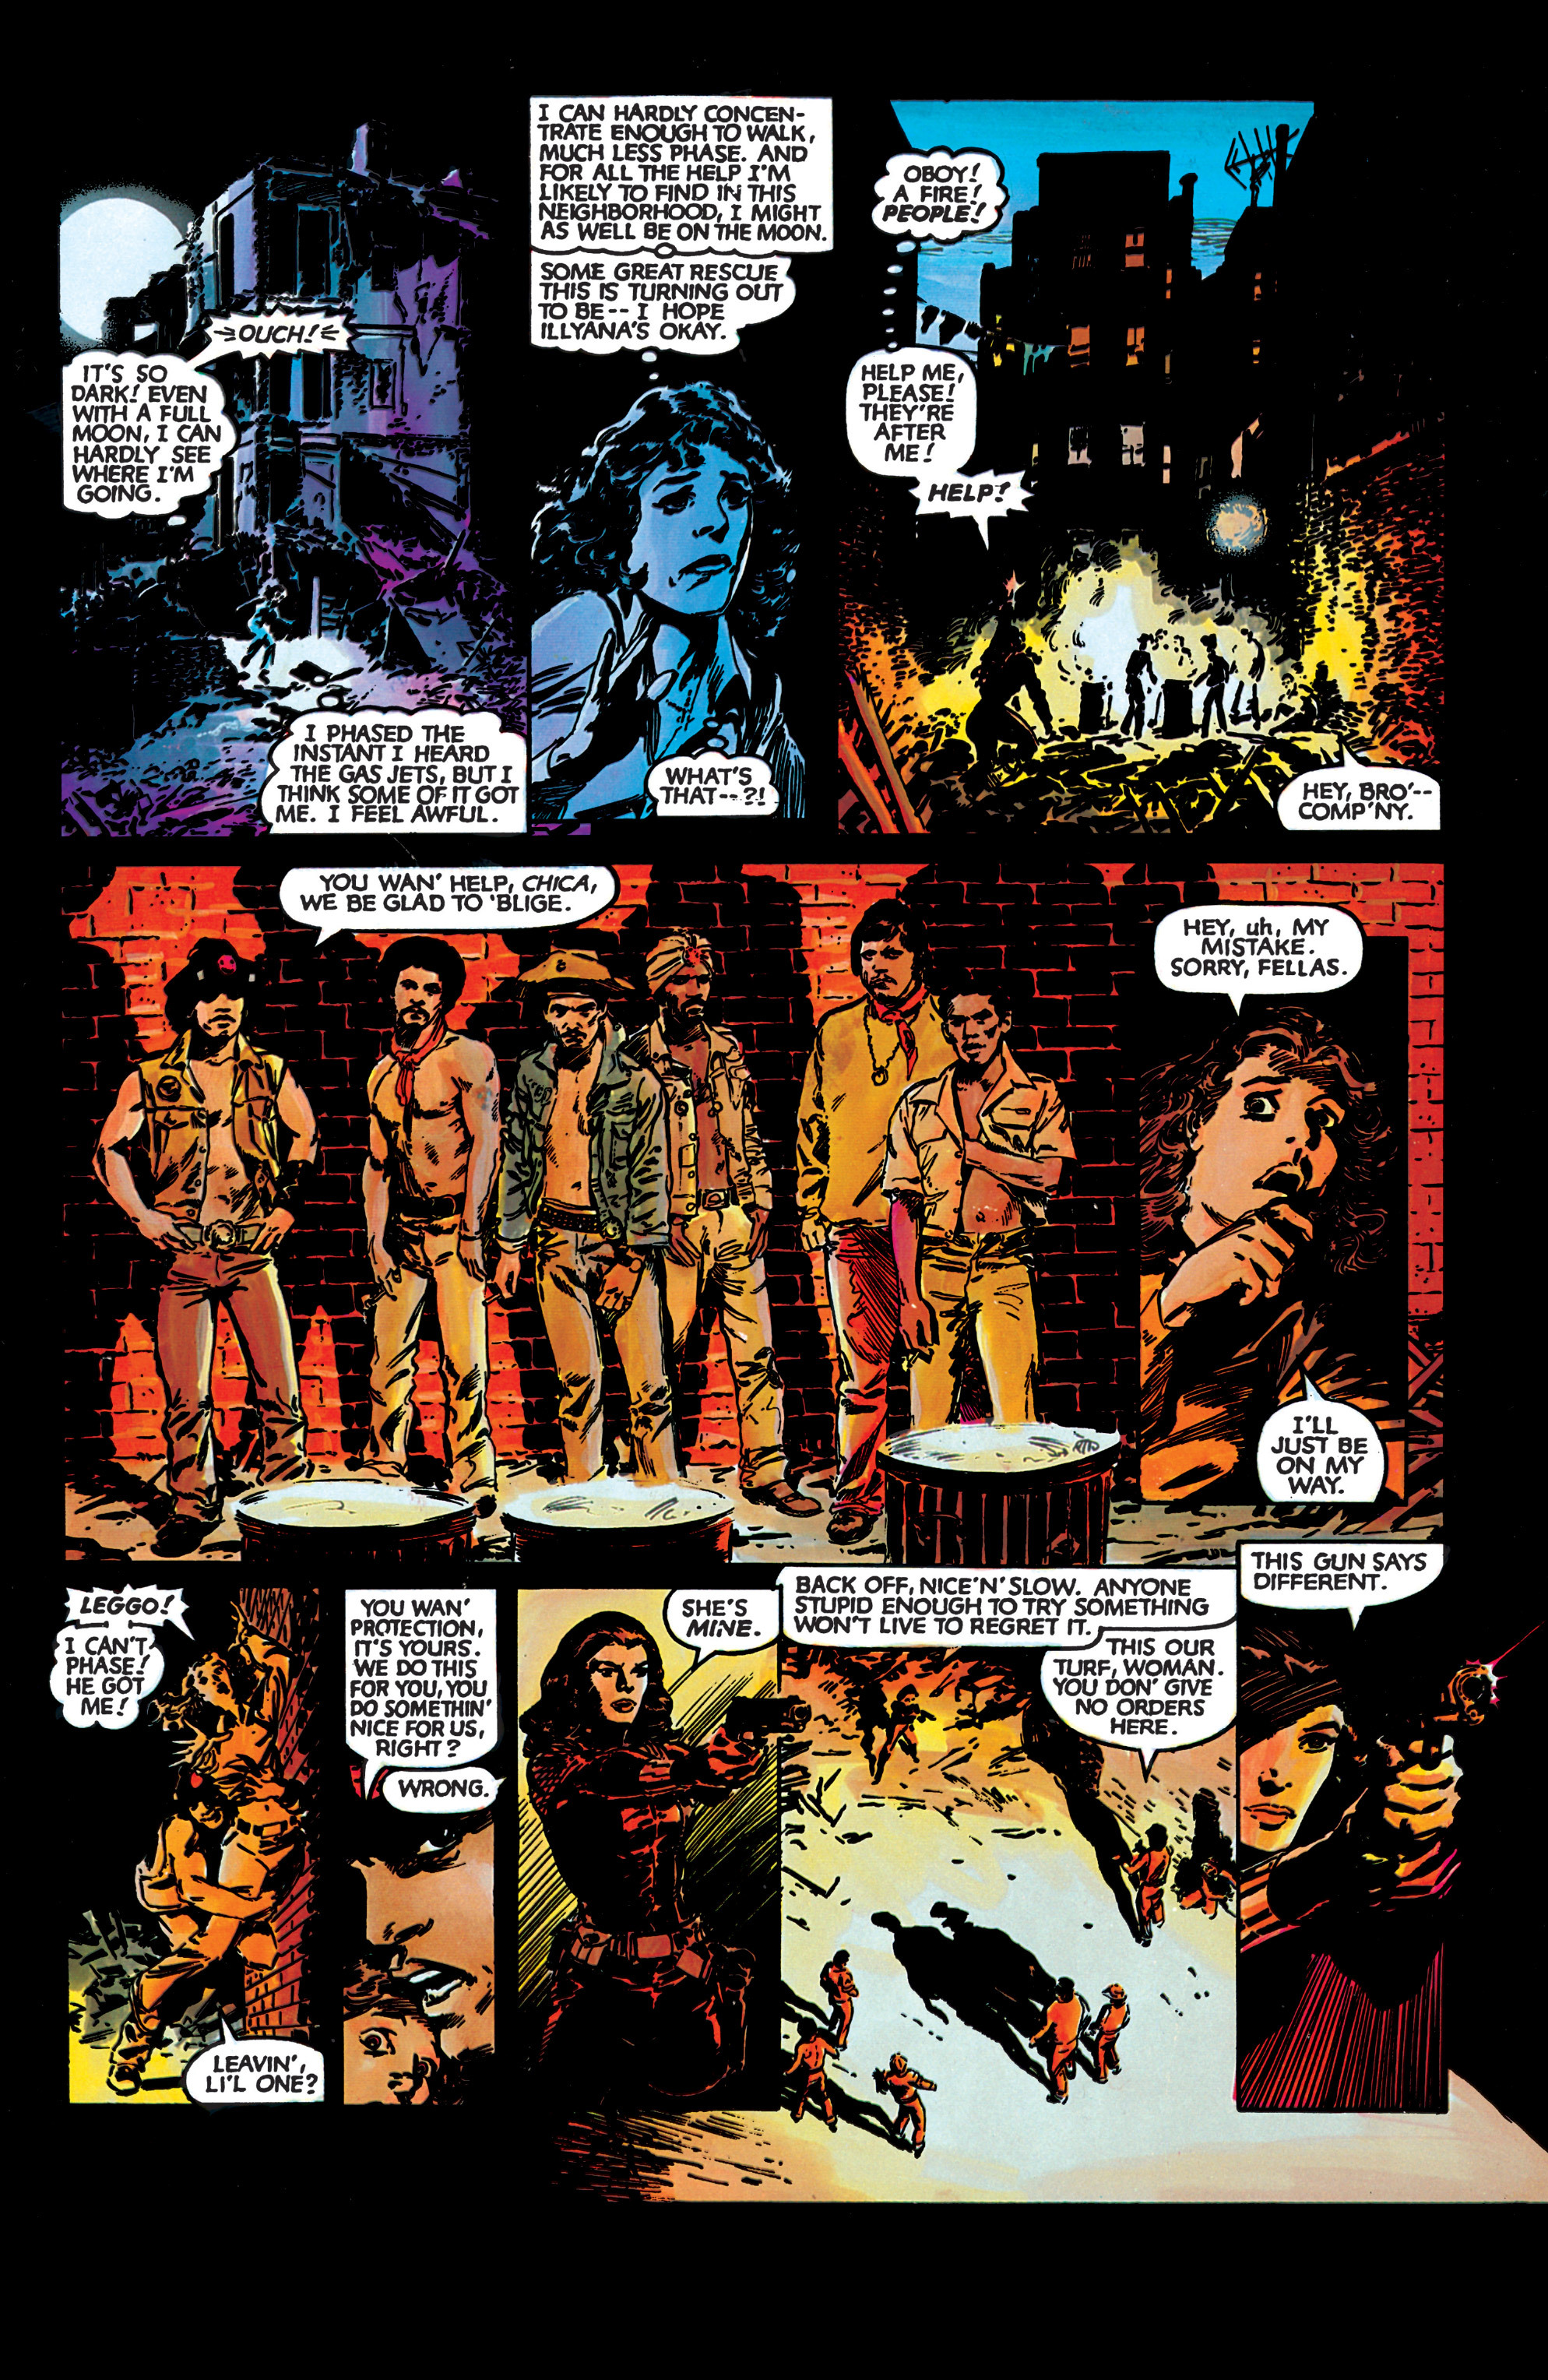 OUCH!
IT'S SO
DARK! EVEN
WITH A FULL
MOON, I CAN
HARDLY SEE
WHERE I'M
GOING.
I PHASED THE
INSTANT I HEARD
THE GAS JETS, BUT I
THINK SOME OF IT GOT
ME. I FEEL AWFUL.
I CAN HARDLY CONCEN-
TRATE ENOUGH TO WALK,
MUCH LESS PHASE. AND
FOR ALL THE HELP I'M
LIKELY TO FIND IN THIS
NEIGHBORHOOD, I MIGHT
AS WELL BE ON THE MOON.
SOME GREAT RESCUE
THIS IS TURNING OUT
TO BE-- I HOPE
ILLYANA'S OKAY.
WHAT'S
THAT--?!
OBOY!
A FIRE!
PEOPLE!
HELP ME,
PLEASE!
THEY'RE
AFTER
ME!
HELP!
HEY, BRO'--
COMP'NY.
YOU WAN' HELP, CHICA,
WE BE GLAD TO 'BLIGE.
HEY, uh, MY
MISTAKE.
SORRY, FELLAS.
I'LL
JUST BE
ON MY
WAY.
LEGGO!
I CAN'T
PHASE!
HE GOT
ME!
LEAVIN',
LI'L ONE?
YOU WAN'
PROTECTION,
IT'S YOURS.
WE DO THIS
FOR YOU, YOU
DO SOMETHIN'
NICE FOR US,
RIGHT?
WRONG.
SHE'S
MINE.
BACK OFF, NICE'N'SLOW. ANYONE
STUPID ENOUGH TO TRY SOMETHING
WON'T LIVE TO REGRET IT.
THIS OUR
TURF, WOMAN.
YOU DON' GIVE
NO ORDERS
HERE.
THIS GUN SAYS
DIFFERENT.